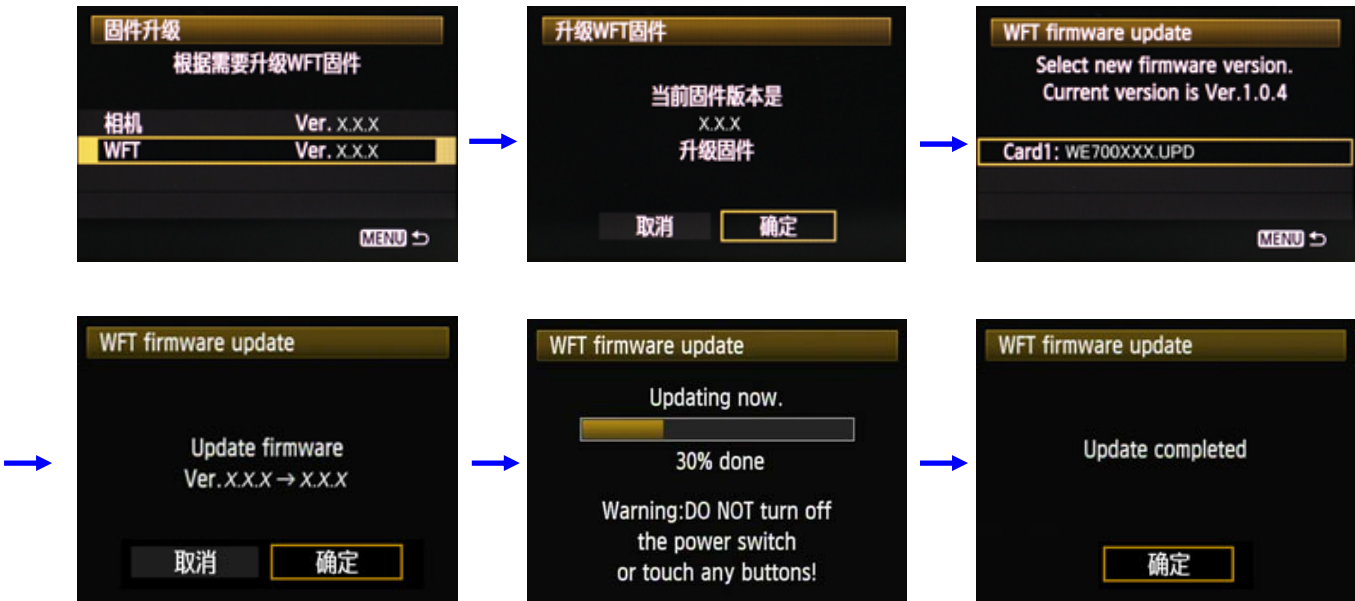 固件升级
根据需要升级WFT固件
相机 Ver. X.X.X
WFT Ver. X.X.X
MENU
升级WFT固件
当前固件版本是
X.X.X
升级固件
取消 确定
WFT firmware update
Select new firmware version.
Current version is Ver.1.0.4
Card1: WE700XXX.UPD
MENU
WFT firmware update
Update firmware
Ver. X.X.X → X.X.X
取消 确定
WFT firmware update
Updating now.
30% done
Warning:DO NOT turn off
the power switch
or touch any buttons!
WFT firmware update
Update completed
确定